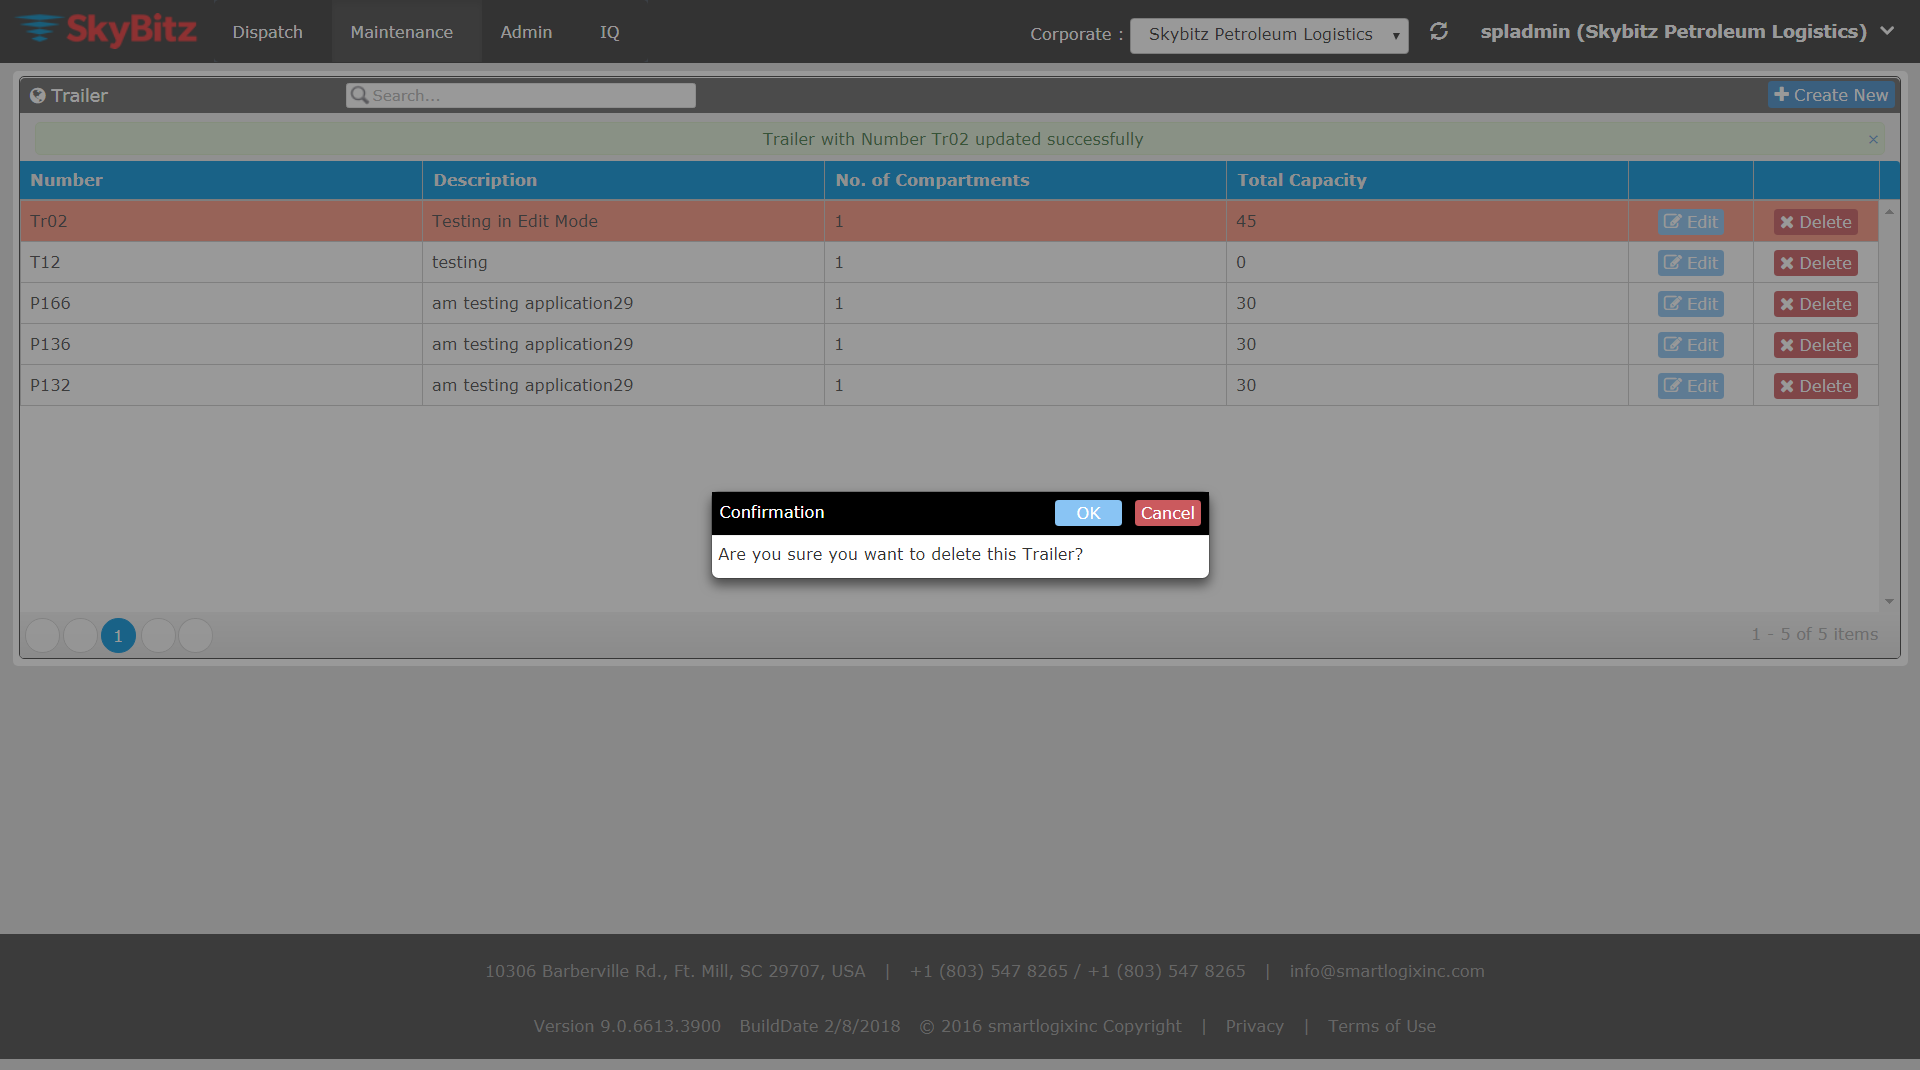 SkyBitz Dispatch Maintenance Admin IQ Corporate : Skybitz Petroleum Logistics spladmin (Skybitz Petroleum Logistics)
Trailer Search... Create New
Trailer with Number Tr02 updated successfully ×
Number Description No. of Compartments Total Capacity
Tr02 Testing in Edit Mode 1 45 Edit Delete
T12 testing 1 0 Edit Delete
P166 am testing application29 1 30 Edit Delete
P136 am testing application29 1 30 Edit Delete
P132 am testing application29 1 30 Edit Delete
Confirmation OK Cancel
Are you sure you want to delete this Trailer?
1 1 - 5 of 5 items
10306 Barberville Rd., Ft. Mill, SC 29707, USA | +1 (803) 547 8265 / +1 (803) 547 8265 | info@smartlogixinc.com
Version 9.0.6613.3900 BuildDate 2/8/2018 © 2016 smartlogixinc Copyright | Privacy | Terms of Use